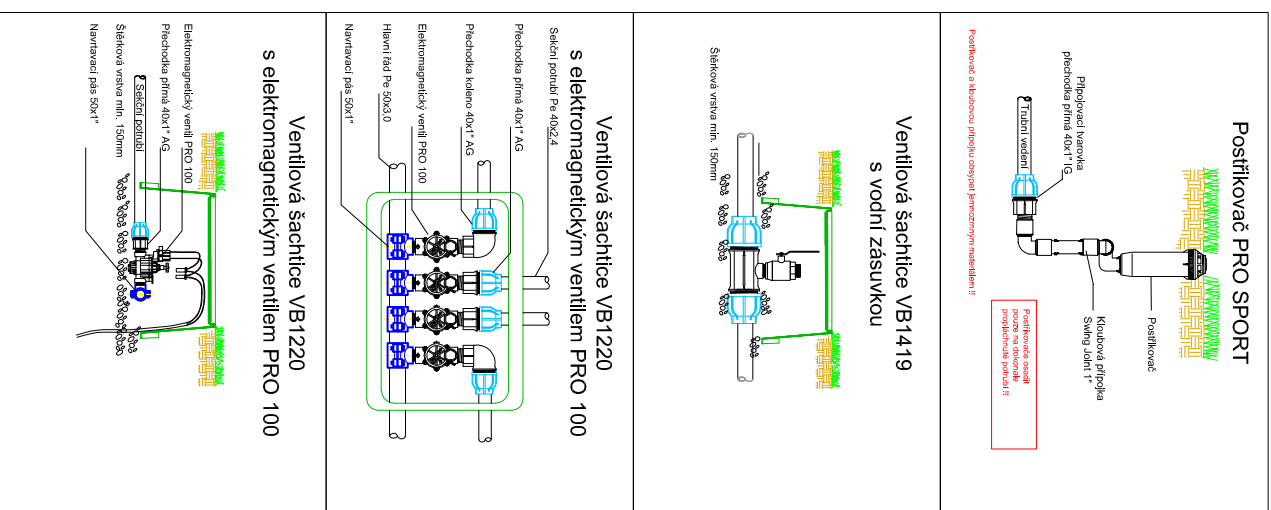 Postřikovač PRO SPORT
Přípojovací tvarovka
přechodka přímá 40x1" IG
Trubní vedení
Postřikovač
Kloubová přípojka
Swing Joint 1"
Postřikovače osadit
pouze na dokonale
propláchnuté potrubí !!
Postřikovač a kloubovou přípojku obsypat jemnozrnným materiálem !!
Ventilová šachtice VB1419
s vodní zásuvkou
Štěrková vrstva min. 150mm
Ventilová šachtice VB1220
s elektromagnetickým ventilem PRO 100
Sekční potrubí Pe 40x2,4
Přechodka přímá 40x1" AG
Přechodka koleno 40x1" AG
Elektromagnetický ventil PRO 100
Hlavní řád Pe 50x3,0
Navrtavací pás 50x1"
Ventilová šachtice VB1220
s elektromagnetickým ventilem PRO 100
Elektromagnetický ventil PRO 100
Přechodka přímá 40x1" AG
Sekční potrubí
Štěrková vrstva min. 150mm
Navrtavací pás 50x1"